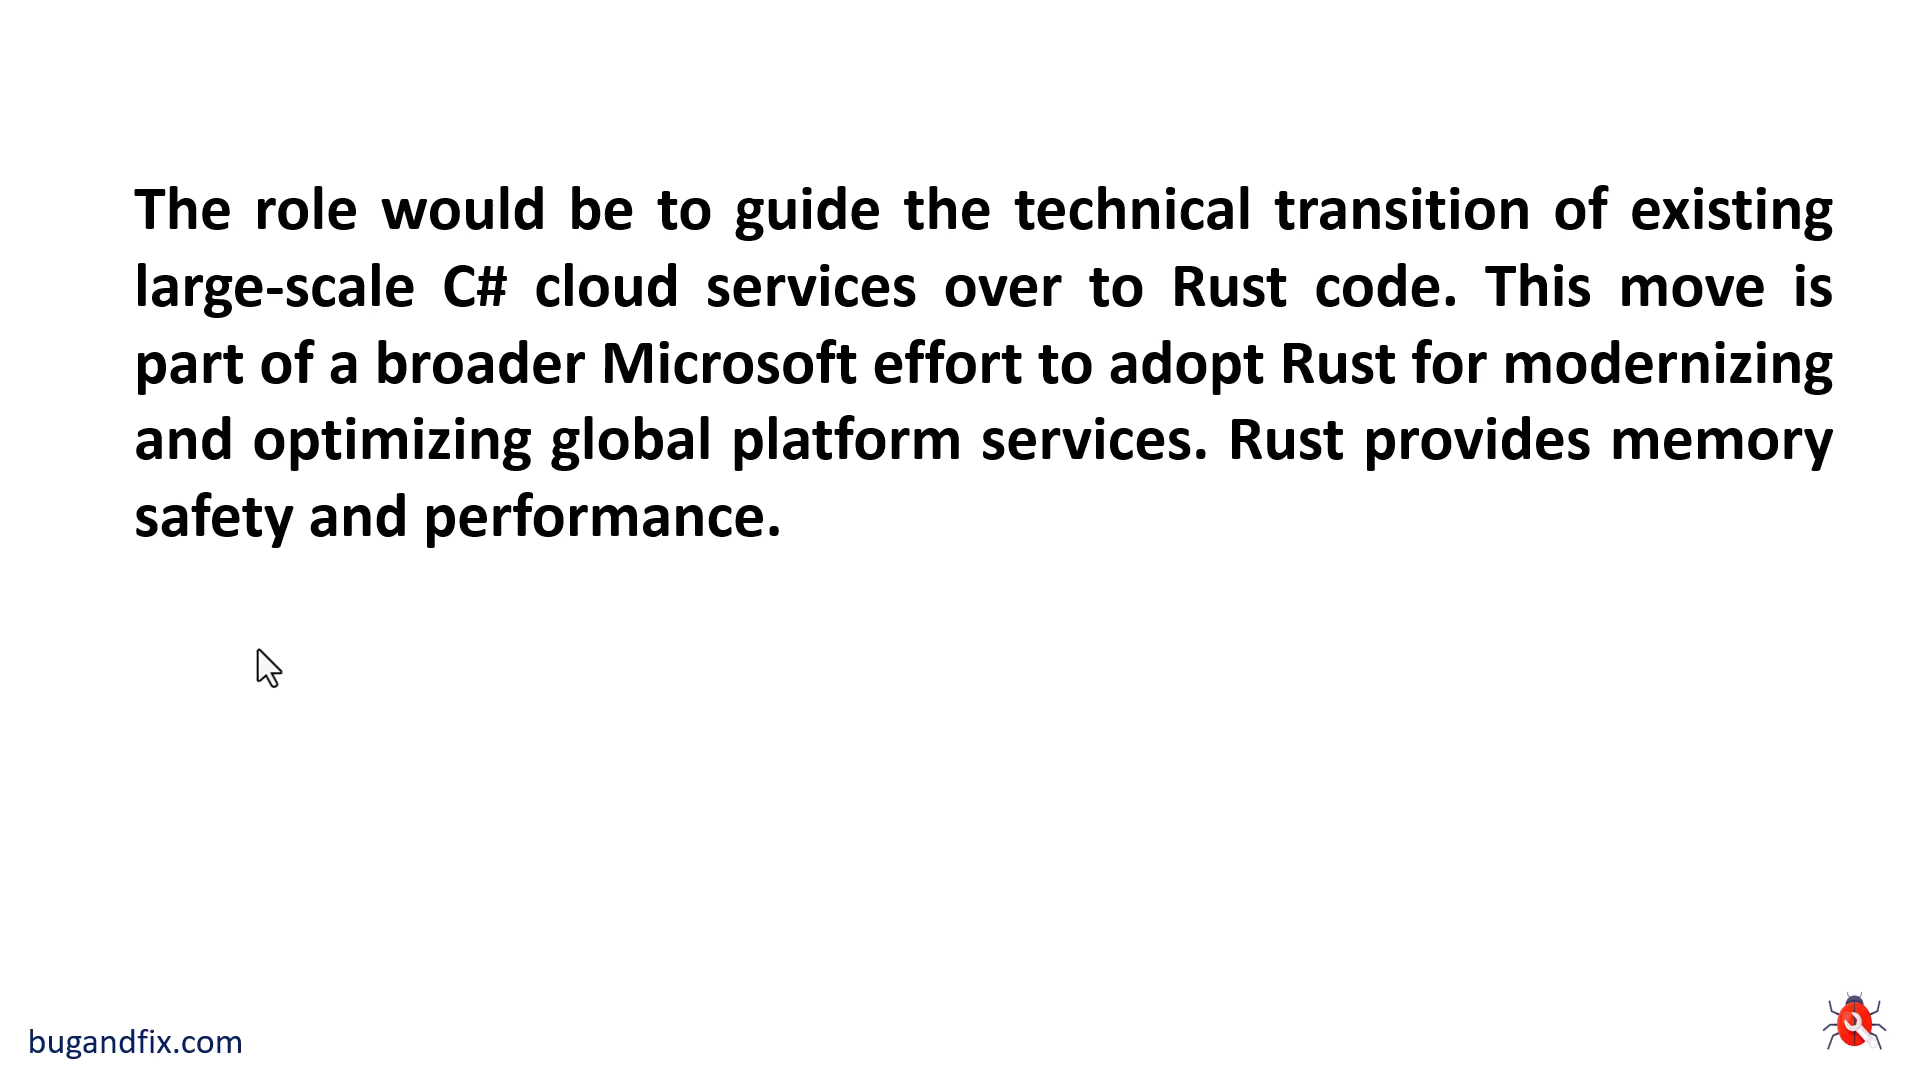 The role would be to guide the technical transition of existing
large-scale C# cloud services over to Rust code. This move is
part of a broader Microsoft effort to adopt Rust for modernizing
and optimizing global platform services. Rust provides memory
safety and performance.
bugandfix.com